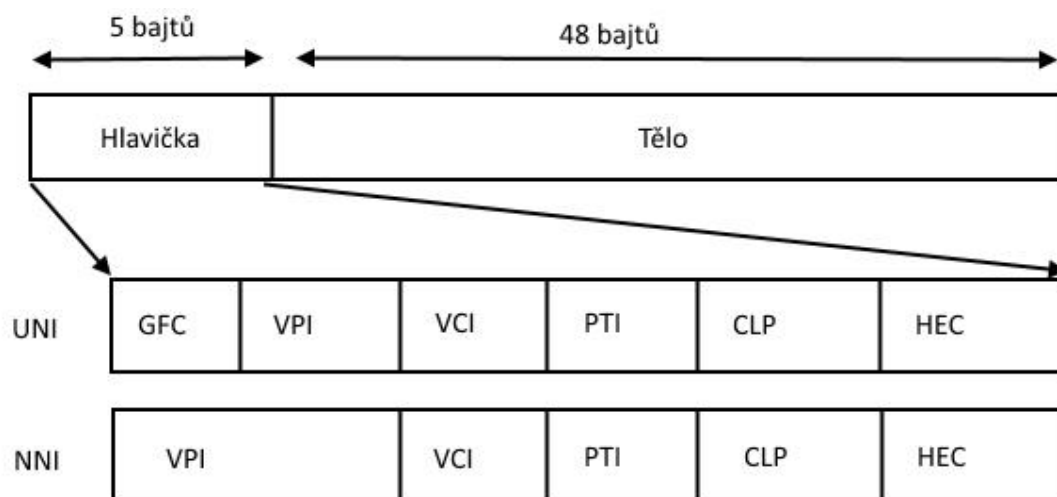 5 bajtů 48 bajtů
Hlavička Tělo
UNI GFC VPI VCI PTI CLP HEC
NNI VPI VCI PTI CLP HEC